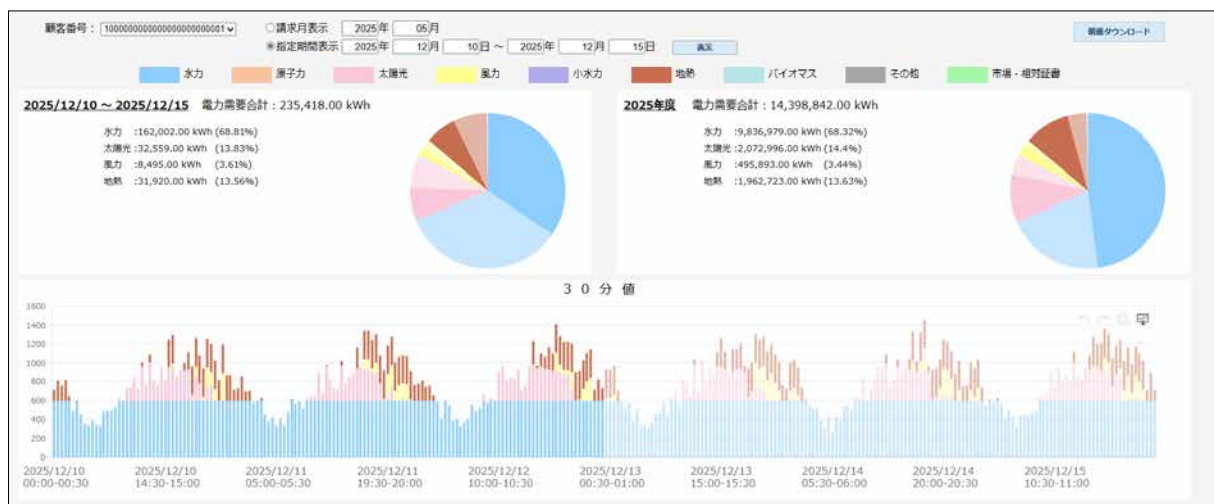 顧客番号： 1000000000000000000000001 ○請求月表示 2025年 05月
◉指定期間表示 2025年 12月 10日 ～ 2025年 12月 15日 表示
明細ダウンロード
水力 原子力 太陽光 風力 小水力 地熱 バイオマス その他 市場・相対証書
2025/12/10 ～ 2025/12/15 電力需要合計：235,418.00 kWh
水力 :162,002.00 kWh (68.81%)
太陽光 :32,559.00 kWh (13.83%)
風力 :8,495.00 kWh (3.61%)
地熱 :31,920.00 kWh (13.56%)
2025年度 電力需要合計：14,398,842.00 kWh
水力 :9,836,979.00 kWh (68.32%)
太陽光 :2,072,996.00 kWh (14.4%)
風力 :495,893.00 kWh (3.44%)
地熱 :1,962,723.00 kWh (13.63%)
３０分値
1600
1400
1200
1000
800
600
400
200
0
2025/12/10 2025/12/10 2025/12/11 2025/12/11 2025/12/12 2025/12/13 2025/12/13 2025/12/14 2025/12/14 2025/12/15
00:00-00:30 14:30-15:00 05:00-05:30 19:30-20:00 10:00-10:30 00:30-01:00 15:00-15:30 05:30-06:00 20:00-20:30 10:30-11:00